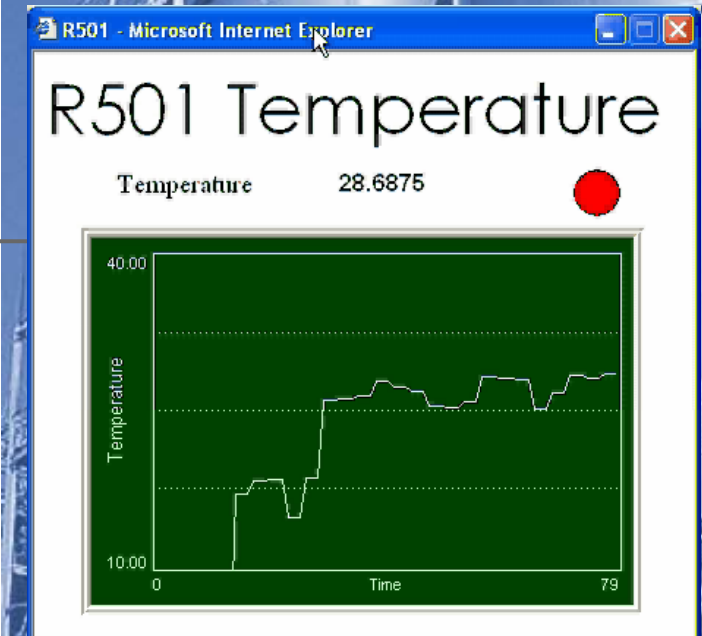 R501 - Microsoft Internet Explorer
R501 Temperature
Temperature 28.6875
40.00
Temperature
10.00
0 Time 79